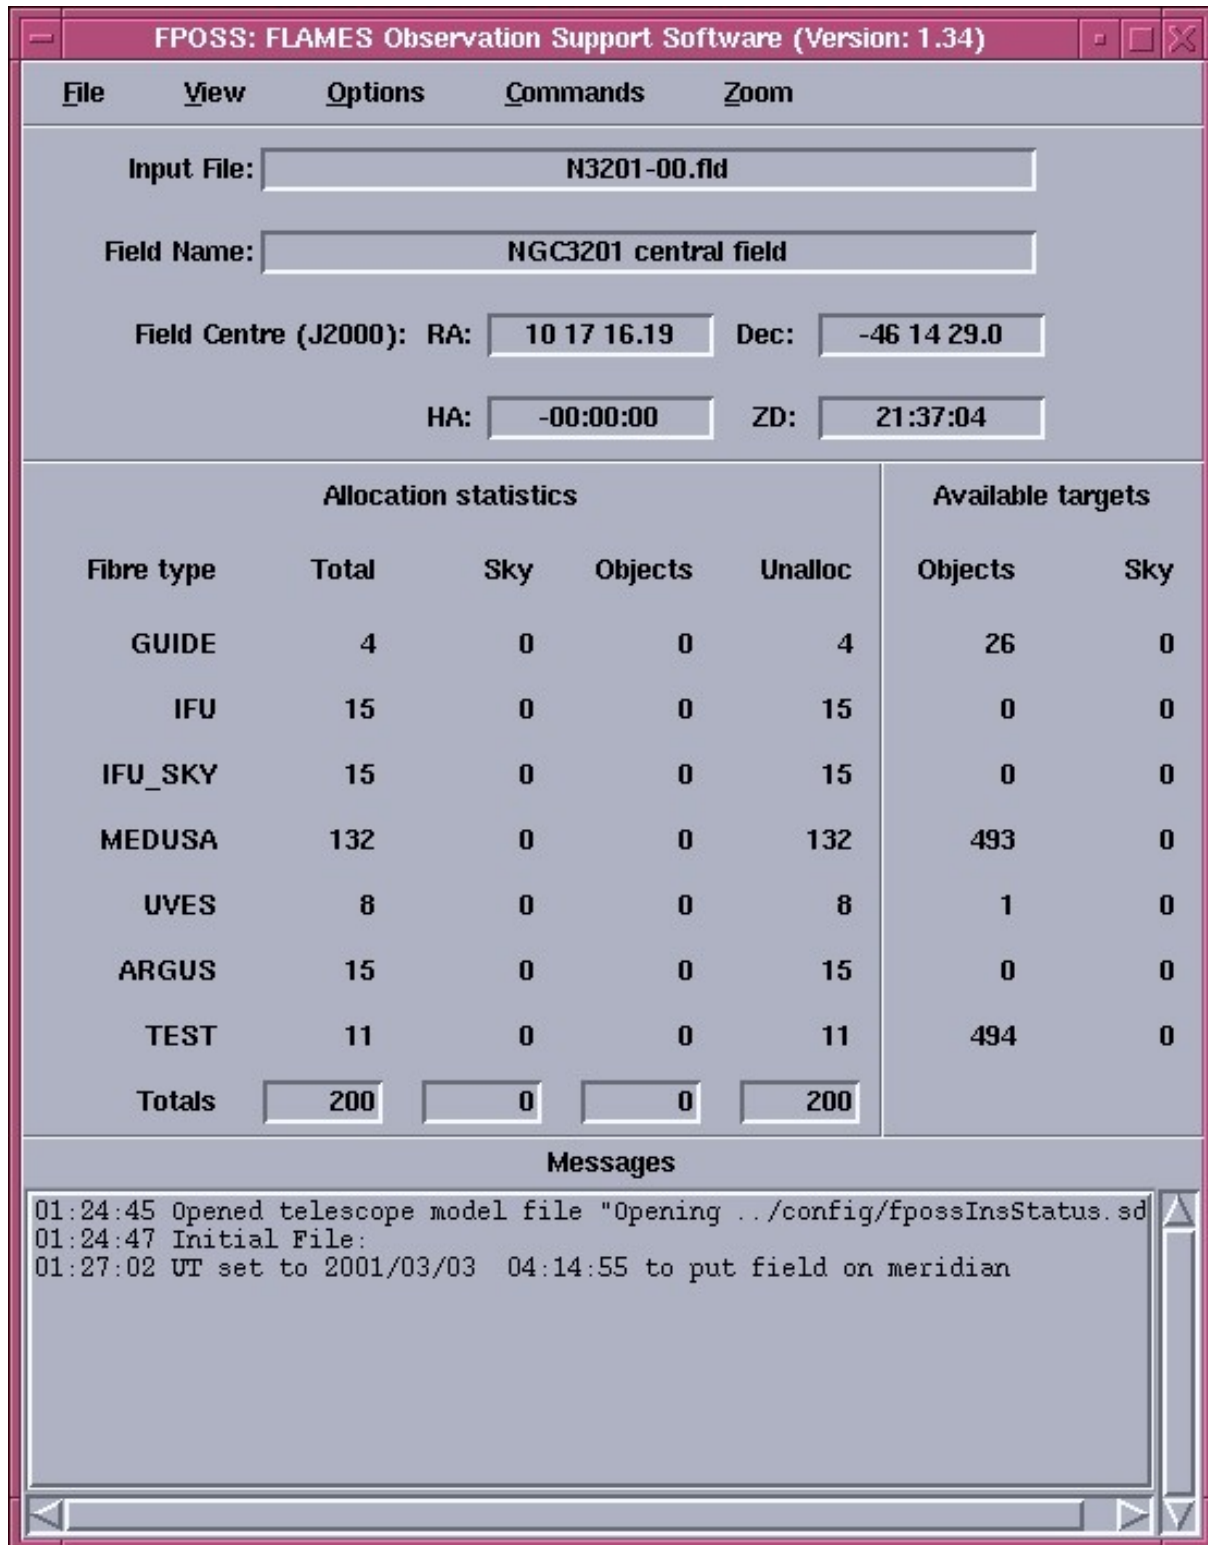 FPOSS: FLAMES Observation Support Software (Version: 1.34)
File View Options Commands Zoom
Input File: N3201-00.fld
Field Name: NGC3201 central field
Field Centre (J2000): RA: 10 17 16.19 Dec: -46 14 29.0
HA: -00:00:00 ZD: 21:37:04
Allocation statistics Available targets
Fibre type Total Sky Objects Unalloc Objects Sky
GUIDE 4 0 0 4 26 0
IFU 15 0 0 15 0 0
IFU_SKY 15 0 0 15 0 0
MEDUSA 132 0 0 132 493 0
UVES 8 0 0 8 1 0
ARGUS 15 0 0 15 0 0
TEST 11 0 0 11 494 0
Totals 200 0 0 200
Messages
01:24:45 Opened telescope model file "Opening ../config/fpossInsStatus.sd
01:24:47 Initial File:
01:27:02 UT set to 2001/03/03  04:14:55 to put field on meridian